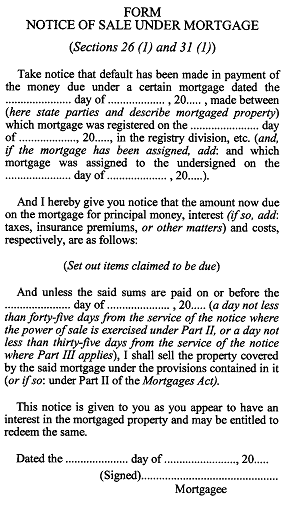 FORM
NOTICE OF SALE UNDER MORTGAGE
(Sections 26 (1) and 31 (1))
Take notice that default has been made in payment of
the money due under a certain mortgage dated the
...................... day of ..................., 20..... , made between
(here state parties and describe mortgaged property)
which mortgage was registered on the ...................... day
of ..................., 20....., in the registry division, etc. (and,
if the mortgage has been assigned, add: and which
mortgage was assigned to the undersigned on the
...................... day of ................... , 20.....).
And I hereby give you notice that the amount now due
on the mortgage for principal money, interest (if so, add:
taxes, insurance premiums, or other matters) and costs,
respectively, are as follows:
(Set out items claimed to be due)
And unless the said sums are paid on or before the
...................... day of ..................., 20..... (a day not less
than forty-five days from the service of the notice where
the power of sale is exercised under Part II, or a day not
less than thirty-five days from the service of the notice
where Part III applies), I shall sell the property covered
by the said mortgage under the provisions contained in it
(or if so: under Part II of the Mortgages Act).
This notice is given to you as you appear to have an
interest in the mortgaged property and may be entitled to
redeem the same.
Dated the ..................... day of ......................., 20.....
(Signed).............................................
Mortgagee